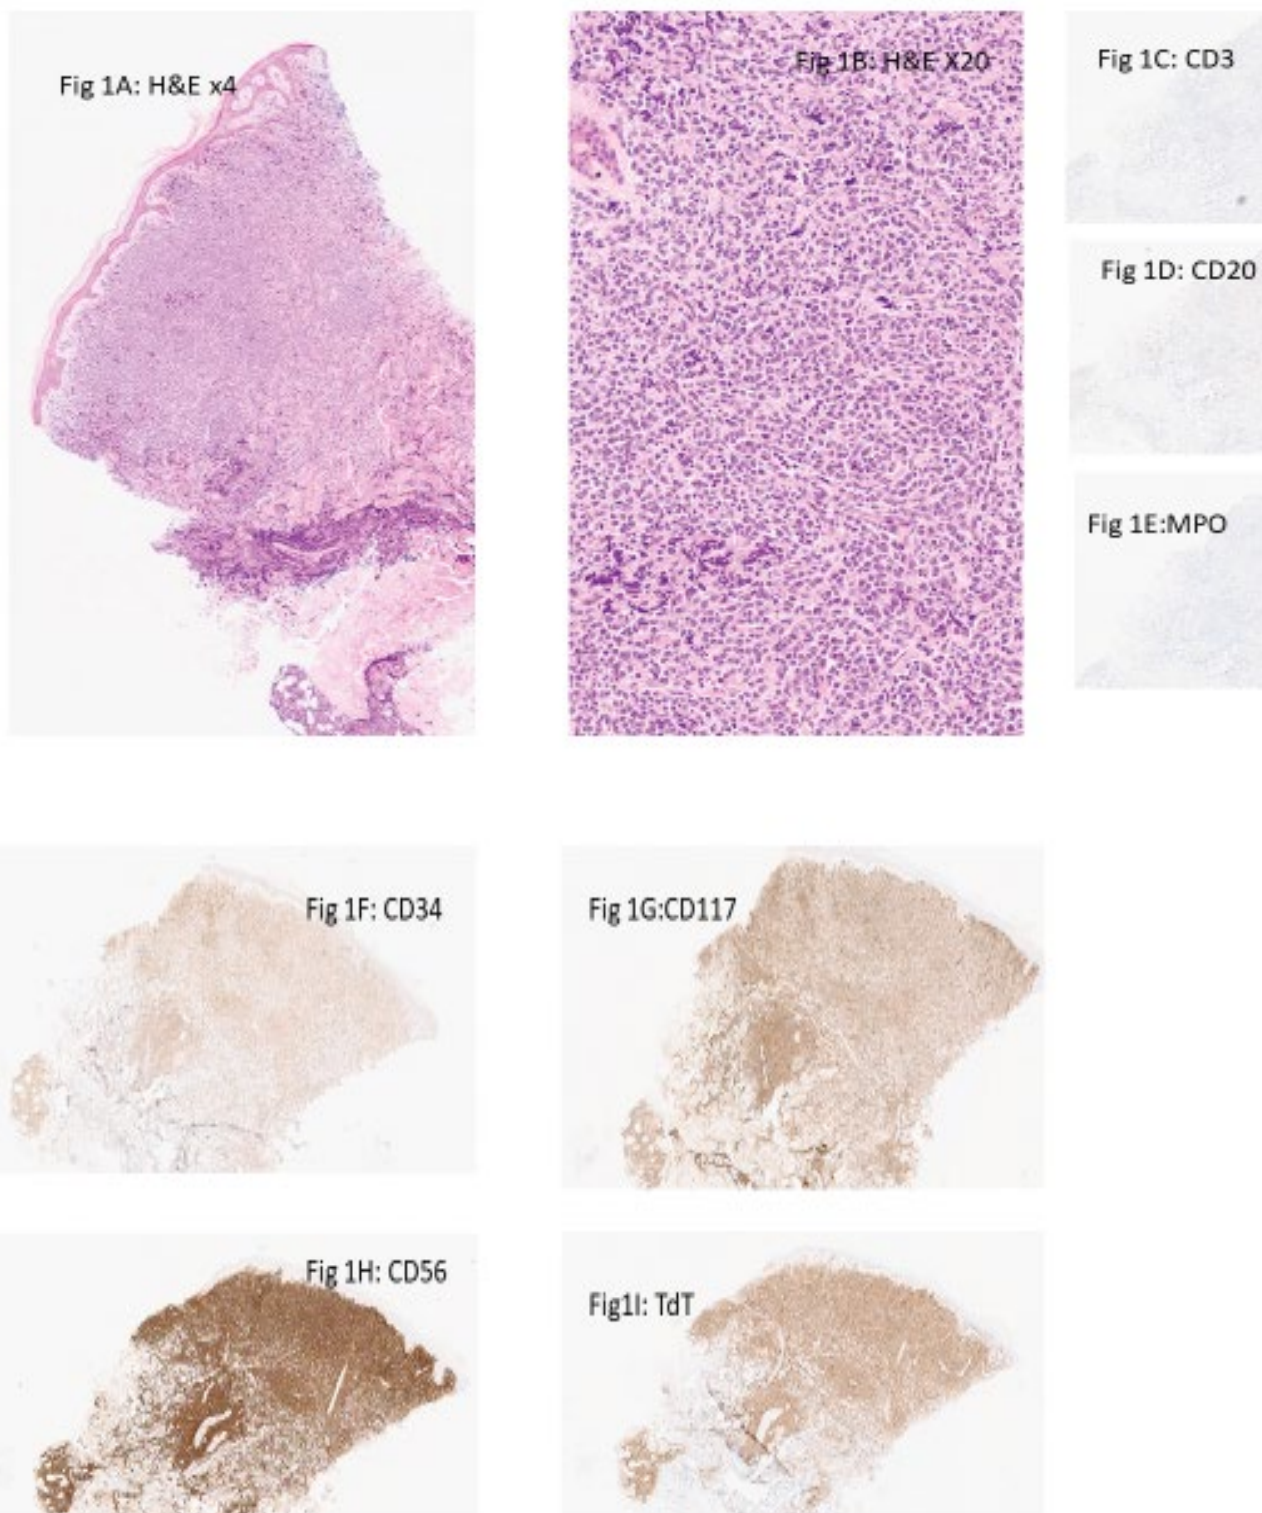 Fig 1A: H&E x4
Fig 1B: H&E X20
Fig 1C: CD3
Fig 1D: CD20
Fig 1E:MPO
Fig 1F: CD34
Fig 1G:CD117
Fig 1H: CD56
Fig1I: TdT